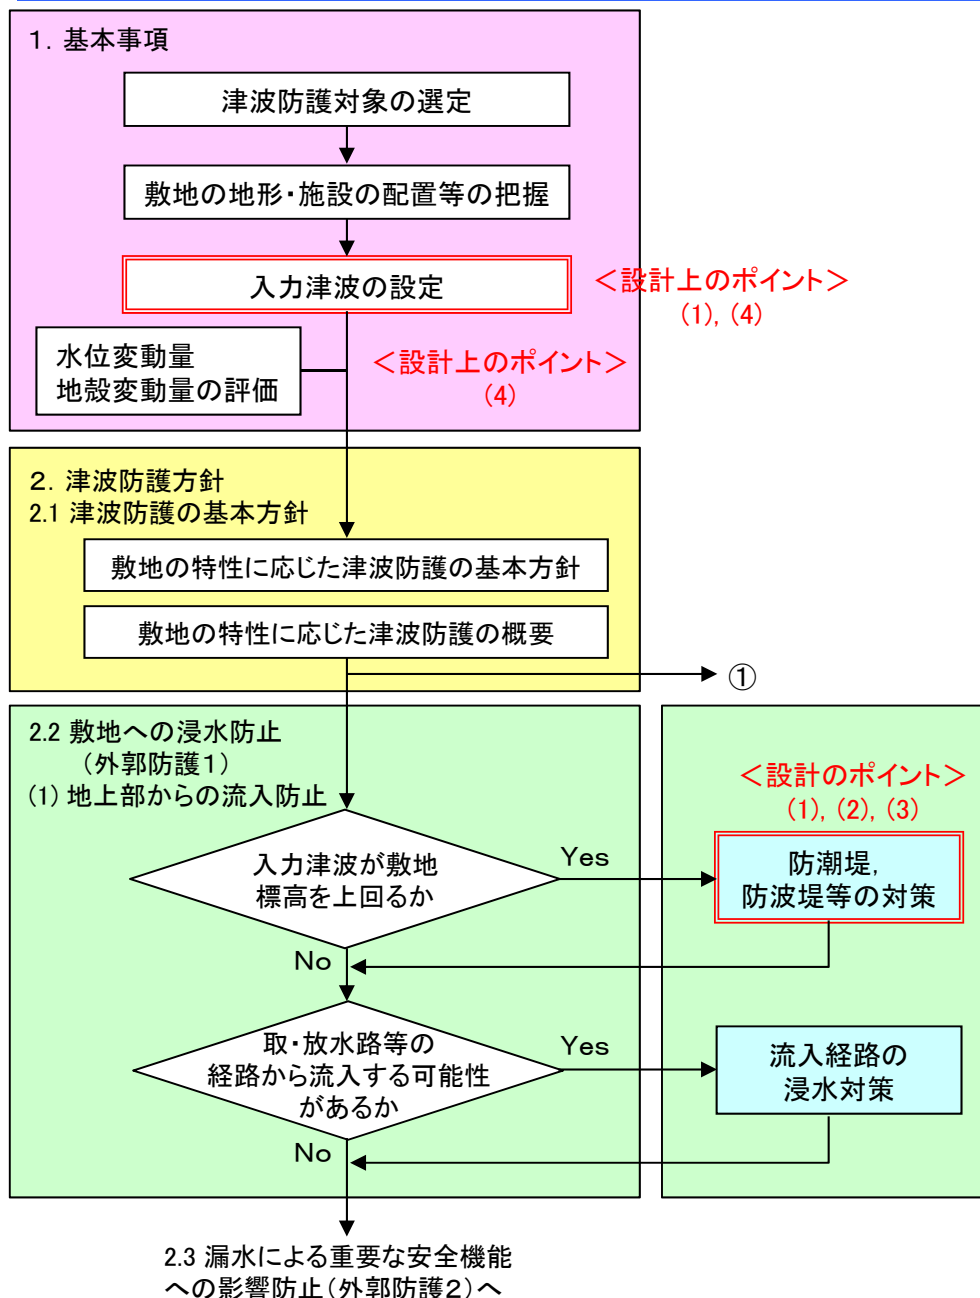 1．基本事項
津波防護対象の選定
敷地の地形・施設の配置等の把握
入力津波の設定
＜設計上のポイント＞
(1), (4)
水位変動量
地殻変動量の評価
＜設計上のポイント＞
(4)
2．津波防護方針
2.1 津波防護の基本方針
敷地の特性に応じた津波防護の基本方針
敷地の特性に応じた津波防護の概要
①
2.2 敷地への浸水防止
（外郭防護1）
(1) 地上部からの流入防止
＜設計のポイント＞
(1), (2), (3)
入力津波が敷地
標高を上回るか
Yes
防潮堤，
防波堤等の対策
No
取・放水路等の
経路から流入する可能性
があるか
Yes
流入経路の
浸水対策
No
2.3 漏水による重要な安全機能
への影響防止（外郭防護2）へ